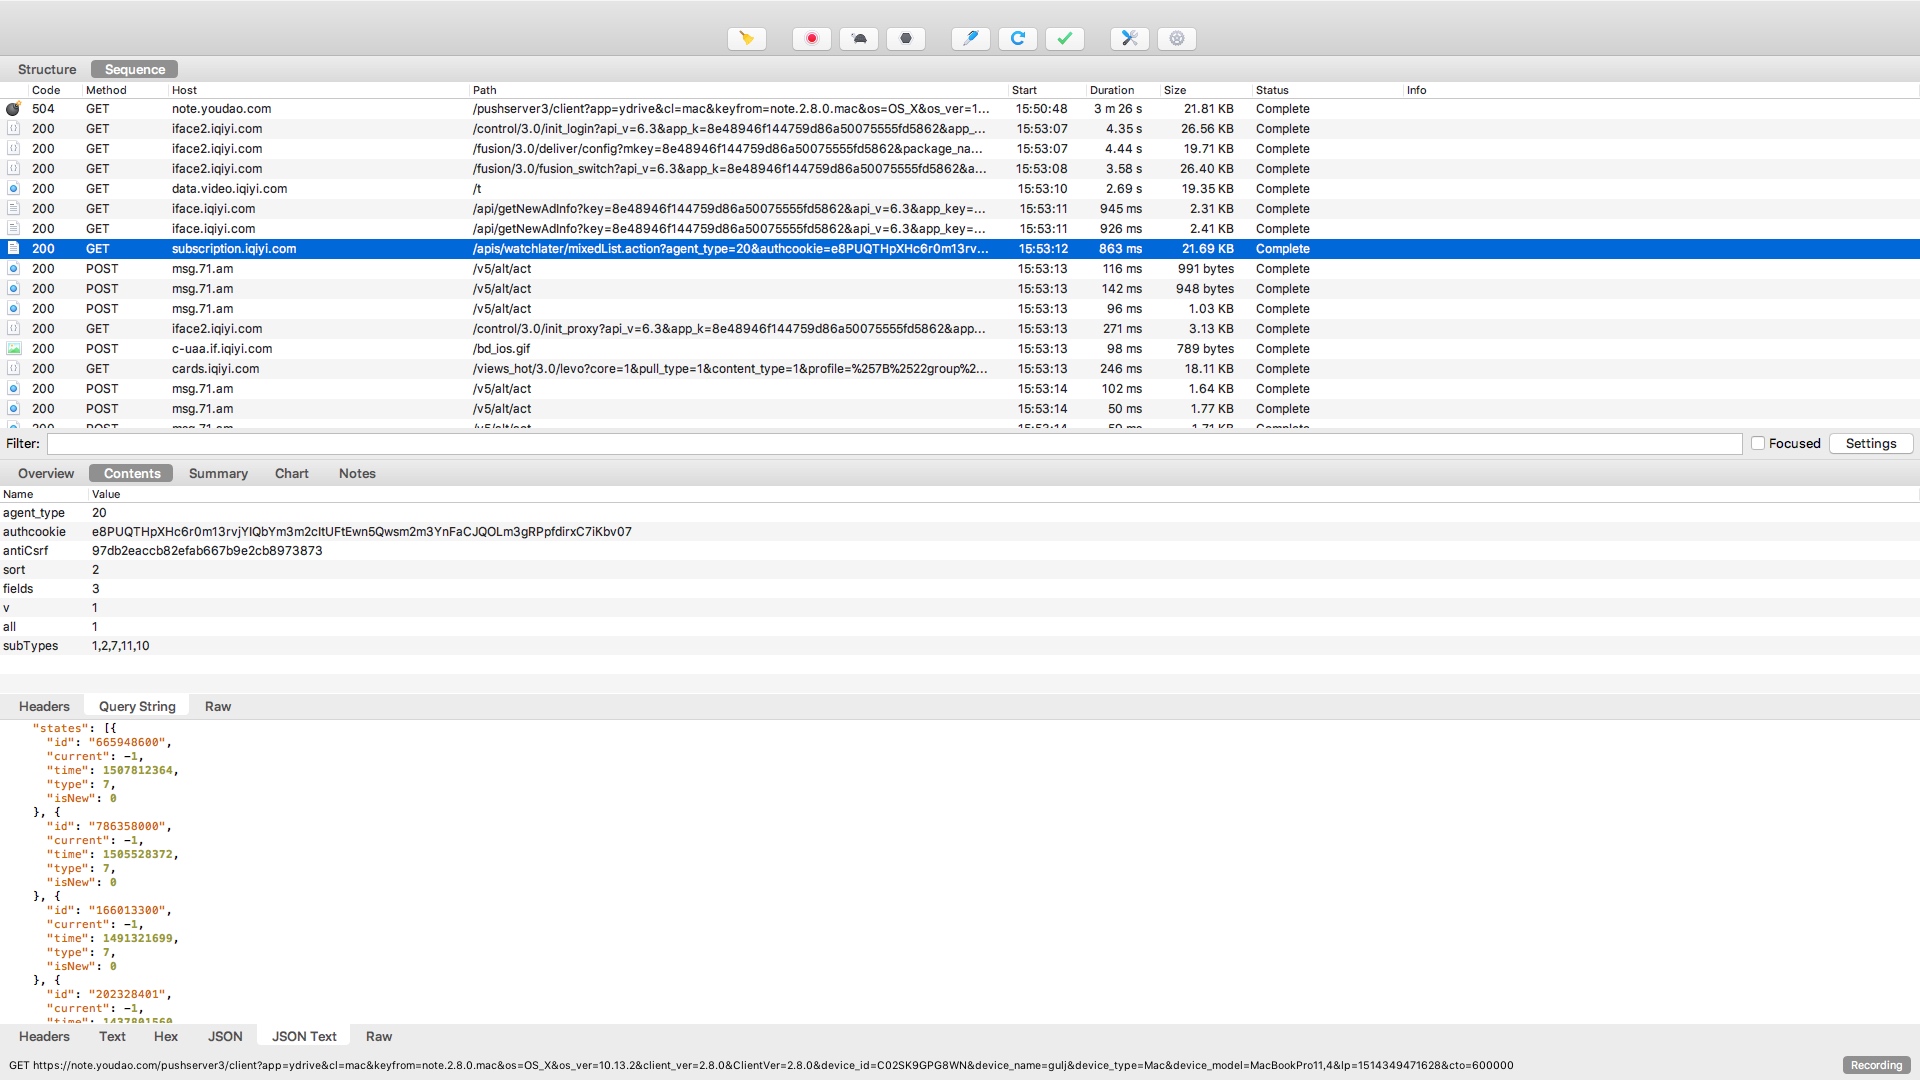 Structure Sequence
Code Method Host Path Start Duration Size Status Info
504 GET note.youdao.com /pushserver3/client?app=ydrive&cl=mac&keyfrom=note.2.8.0.mac&os=OS_X&os_ver=1... 15:50:48 3 m 26 s 21.81 KB Complete
200 GET iface2.iqiyi.com /control/3.0/init_login?api_v=6.3&app_k=8e48946f144759d86a50075555fd5862&app_... 15:53:07 4.35 s 26.56 KB Complete
200 GET iface2.iqiyi.com /fusion/3.0/deliver/config?mkey=8e48946f144759d86a50075555fd5862&package_na... 15:53:07 4.44 s 19.71 KB Complete
200 GET iface2.iqiyi.com /fusion/3.0/fusion_switch?api_v=6.3&app_k=8e48946f144759d86a50075555fd5862&a... 15:53:08 3.58 s 26.40 KB Complete
200 GET data.video.iqiyi.com /t 15:53:10 2.69 s 19.35 KB Complete
200 GET iface.iqiyi.com /api/getNewAdInfo?key=8e48946f144759d86a50075555fd5862&api_v=6.3&app_key=... 15:53:11 945 ms 2.31 KB Complete
200 GET iface.iqiyi.com /api/getNewAdInfo?key=8e48946f144759d86a50075555fd5862&api_v=6.3&app_key=... 15:53:11 926 ms 2.41 KB Complete
200 GET subscription.iqiyi.com /apis/watchlater/mixedList.action?agent_type=20&authcookie=e8PUQTHpXHc6r0m13rv... 15:53:12 863 ms 21.69 KB Complete
200 POST msg.71.am /v5/alt/act 15:53:13 116 ms 991 bytes Complete
200 POST msg.71.am /v5/alt/act 15:53:13 142 ms 948 bytes Complete
200 POST msg.71.am /v5/alt/act 15:53:13 96 ms 1.03 KB Complete
200 GET iface2.iqiyi.com /control/3.0/init_proxy?api_v=6.3&app_k=8e48946f144759d86a50075555fd5862&app... 15:53:13 271 ms 3.13 KB Complete
200 POST c-uaa.if.iqiyi.com /bd_ios.gif 15:53:13 98 ms 789 bytes Complete
200 GET cards.iqiyi.com /views_hot/3.0/levo?core=1&pull_type=1&content_type=1&profile=%257B%2522group%2... 15:53:13 246 ms 18.11 KB Complete
200 POST msg.71.am /v5/alt/act 15:53:14 102 ms 1.64 KB Complete
200 POST msg.71.am /v5/alt/act 15:53:14 50 ms 1.77 KB Complete
200 POST msg.71.am /v5/alt/act 15:53:14 50 ms 1.71 KB Complete
Filter: Focused Settings
Overview Contents Summary Chart Notes
Name Value
agent_type 20
authcookie e8PUQTHpXHc6r0m13rvjYIQbYm3m2cItUFtEwn5Qwsm2m3YnFaCJQOLm3gRPpfdirxC7iKbv07
antiCsrf 97db2eaccb82efab667b9e2cb8973873
sort 2
fields 3
v 1
all 1
subTypes 1,2,7,11,10
Headers Query String Raw
"states": [{
"id": "665948600",
"current": -1,
"time": 1507812364,
"type": 7,
"isNew": 0
}, {
"id": "786358000",
"current": -1,
"time": 1505528372,
"type": 7,
"isNew": 0
}, {
"id": "166013300",
"current": -1,
"time": 1491321699,
"type": 7,
"isNew": 0
}, {
"id": "202328401",
"current": -1,
"time": 1437801560
Headers Text Hex JSON JSON Text Raw
GET https://note.youdao.com/pushserver3/client?app=ydrive&cl=mac&keyfrom=note.2.8.0.mac&os=OS_X&os_ver=10.13.2&client_ver=2.8.0&ClientVer=2.8.0&device_id=C02SK9GPG8WN&device_name=gulj&device_type=Mac&device_model=MacBookPro11,4&lp=1514349471628&cto=600000 Recording